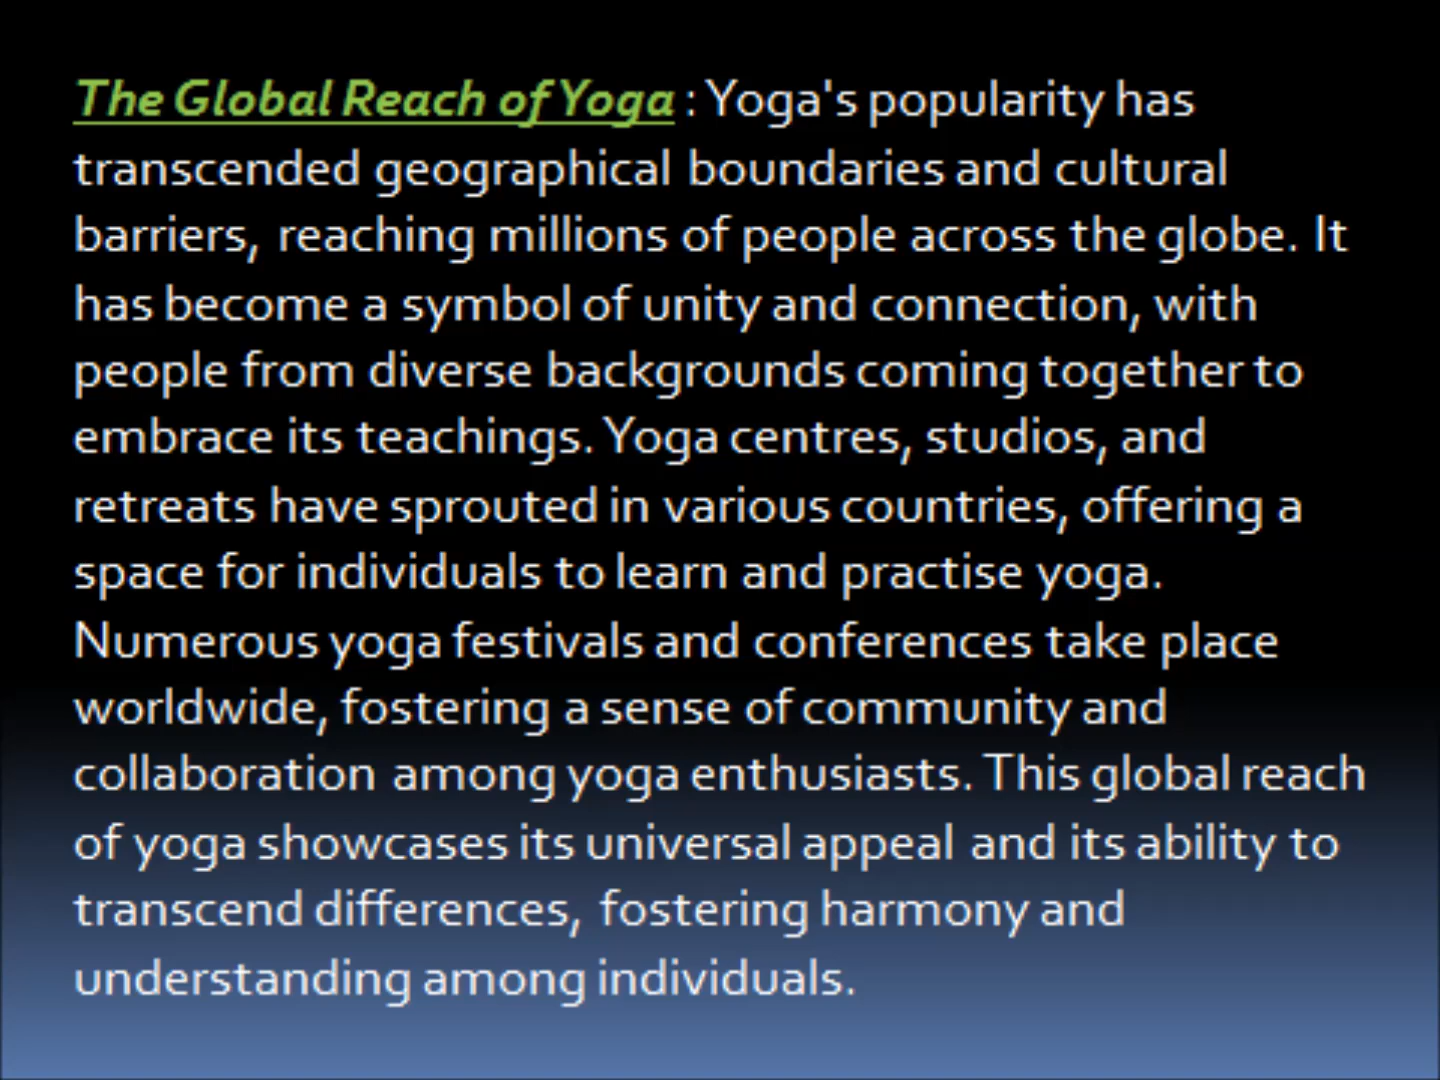 The Global Reach of Yoga : Yoga's popularity has
transcended geographical boundaries and cultural
barriers, reaching millions of people across the globe. It
has become a symbol of unity and connection, with
people from diverse backgrounds coming together to
embrace its teachings. Yoga centres, studios, and
retreats have sprouted in various countries, offering a
space for individuals to learn and practise yoga.
Numerous yoga festivals and conferences take place
worldwide, fostering a sense of community and
collaboration among yoga enthusiasts. This global reach
of yoga showcases its universal appeal and its ability to
transcend differences, fostering harmony and
understanding among individuals.